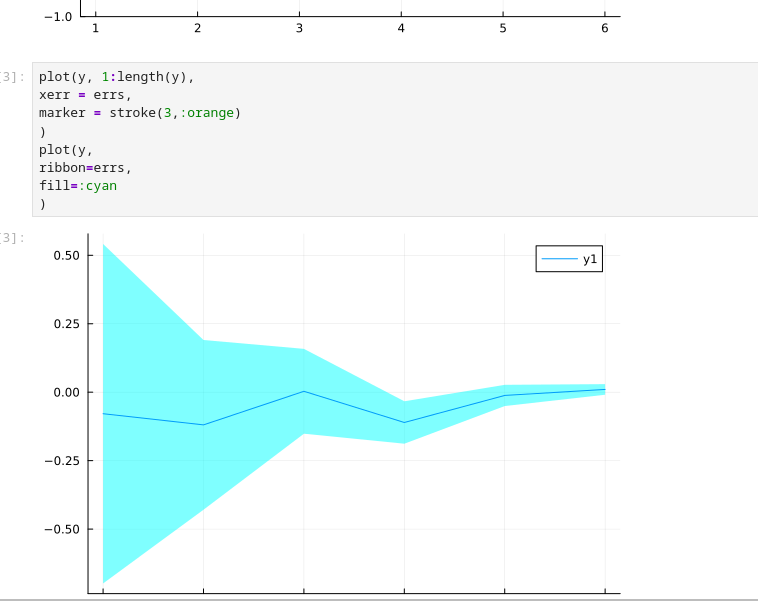 −1.0
1 2 3 4 5 6
[3]:
plot(y, 1:length(y),
xerr = errs,
marker = stroke(3,:orange)
)
plot(y,
ribbon=errs,
fill=:cyan
)
[3]:
0.50
y1
0.25
0.00
−0.25
−0.50